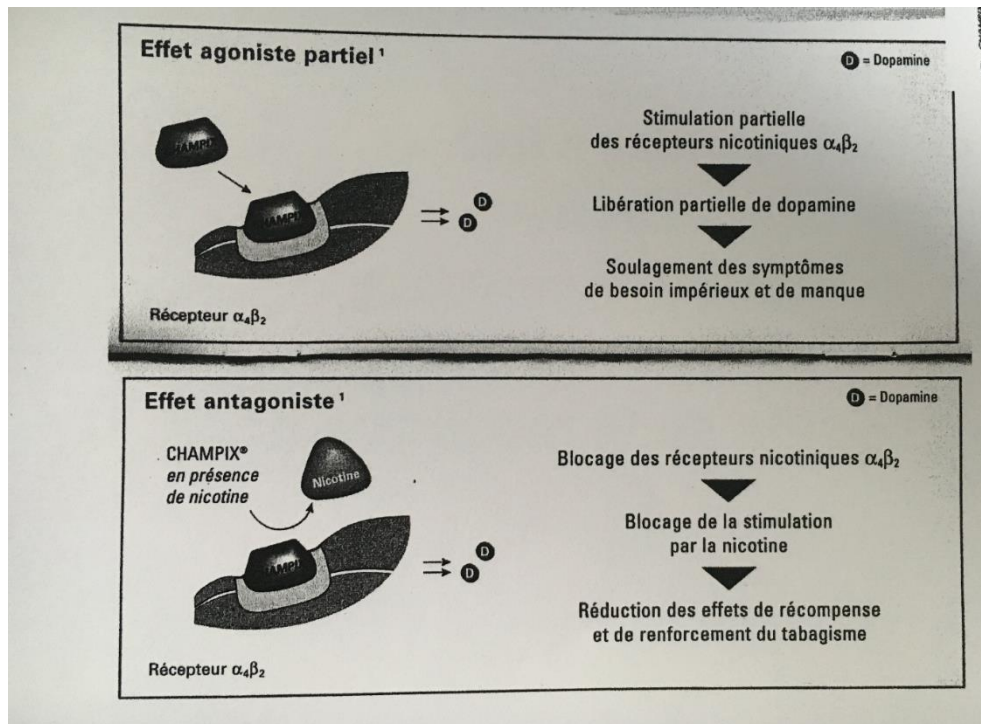 Effet agoniste partiel ¹
D = Dopamine
CHAMPIX
HAMPIX
Stimulation partielle
des récepteurs nicotiniques α₄β₂
Libération partielle de dopamine
D
D
Soulagement des symptômes
de besoin impérieux et de manque
Récepteur α₄β₂
Effet antagoniste ¹
D = Dopamine
CHAMPIX®
en présence
de nicotine
Nicotine
HAMPIX
D
D
Blocage des récepteurs nicotiniques α₄β₂
Blocage de la stimulation
par la nicotine
Réduction des effets de récompense
et de renforcement du tabagisme
Récepteur α₄β₂